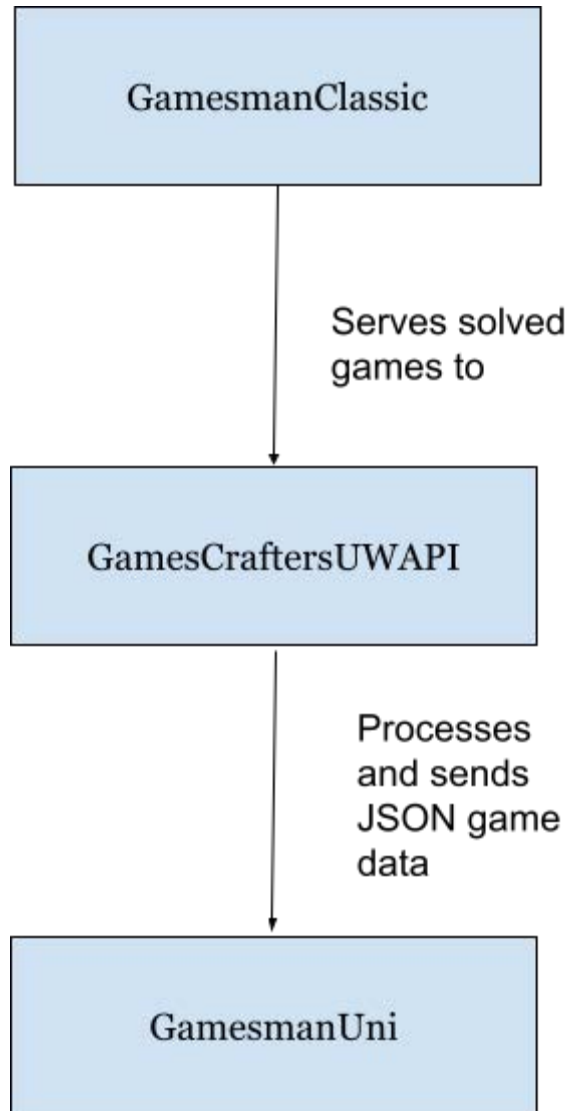 GamesmanClassic
Serves solved
games to
GamesCraftersUWAPI
Processes
and sends
JSON game
data
GamesmanUni